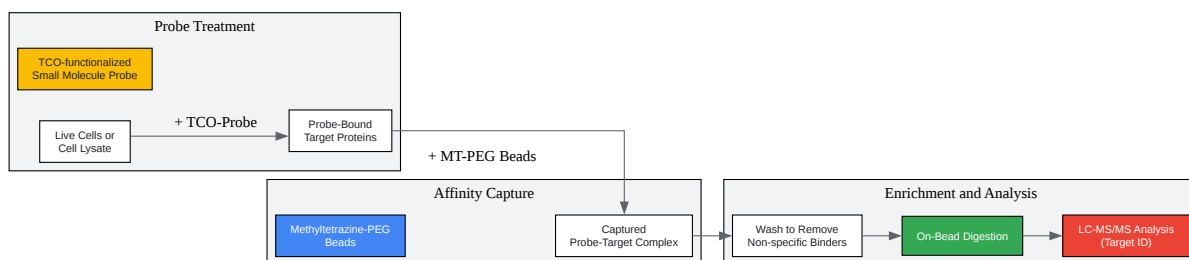 Probe Treatment
TCO-functionalized
Small Molecule Probe
Live Cells or
Cell Lysate
+ TCO-Probe
Probe-Bound
Target Proteins
+ MT-PEG Beads
Affinity Capture
Methyltetrazine-PEG
Beads
Captured
Probe-Target Complex
Enrichment and Analysis
Wash to Remove
Non-specific Binders
On-Bead Digestion
LC-MS/MS Analysis
(Target ID)